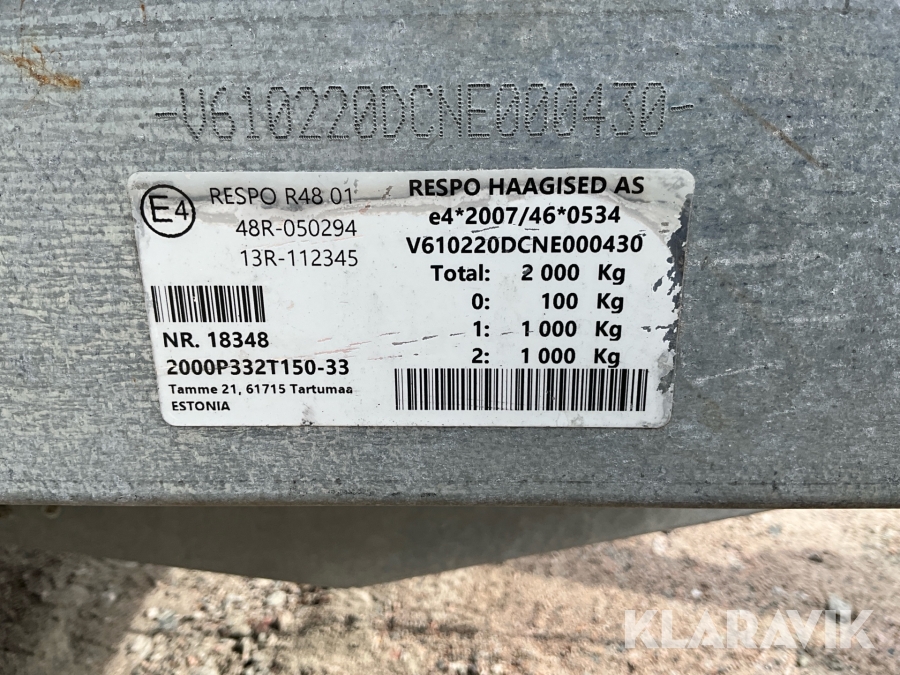 -V610220DCNE000430-
E4
RESPO R48 01
48R-050294
13R-112345
NR. 18348
2000P332T150-33
Tamme 21, 61715 Tartumaa
ESTONIA
RESPO HAAGISED AS
e4*2007/46*0534
V610220DCNE000430
Total: 2 000 Kg
0: 100 Kg
1: 1 000 Kg
2: 1 000 Kg
KLARAVIK